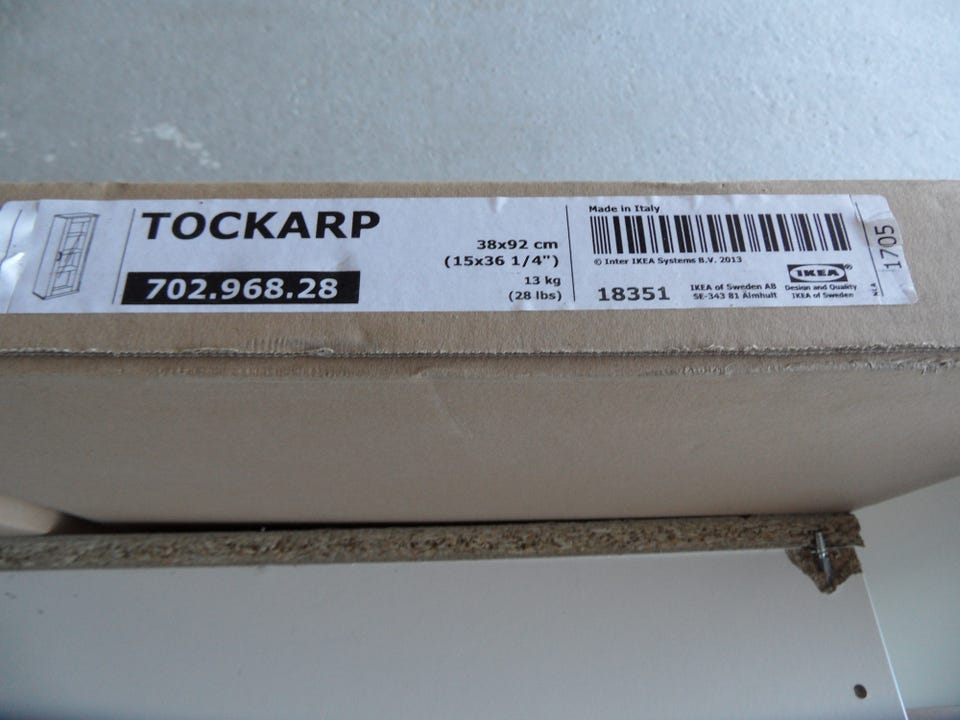 TOCKARP
702.968.28
38x92 cm
(15x36 1/4")
13 kg
(28 lbs)
Made in Italy
© Inter IKEA Systems B.V. 2013
18351
IKEA of Sweden AB
SE-343 81 Älmhult
IKEA®
Design and Quality
IKEA of Sweden
1705